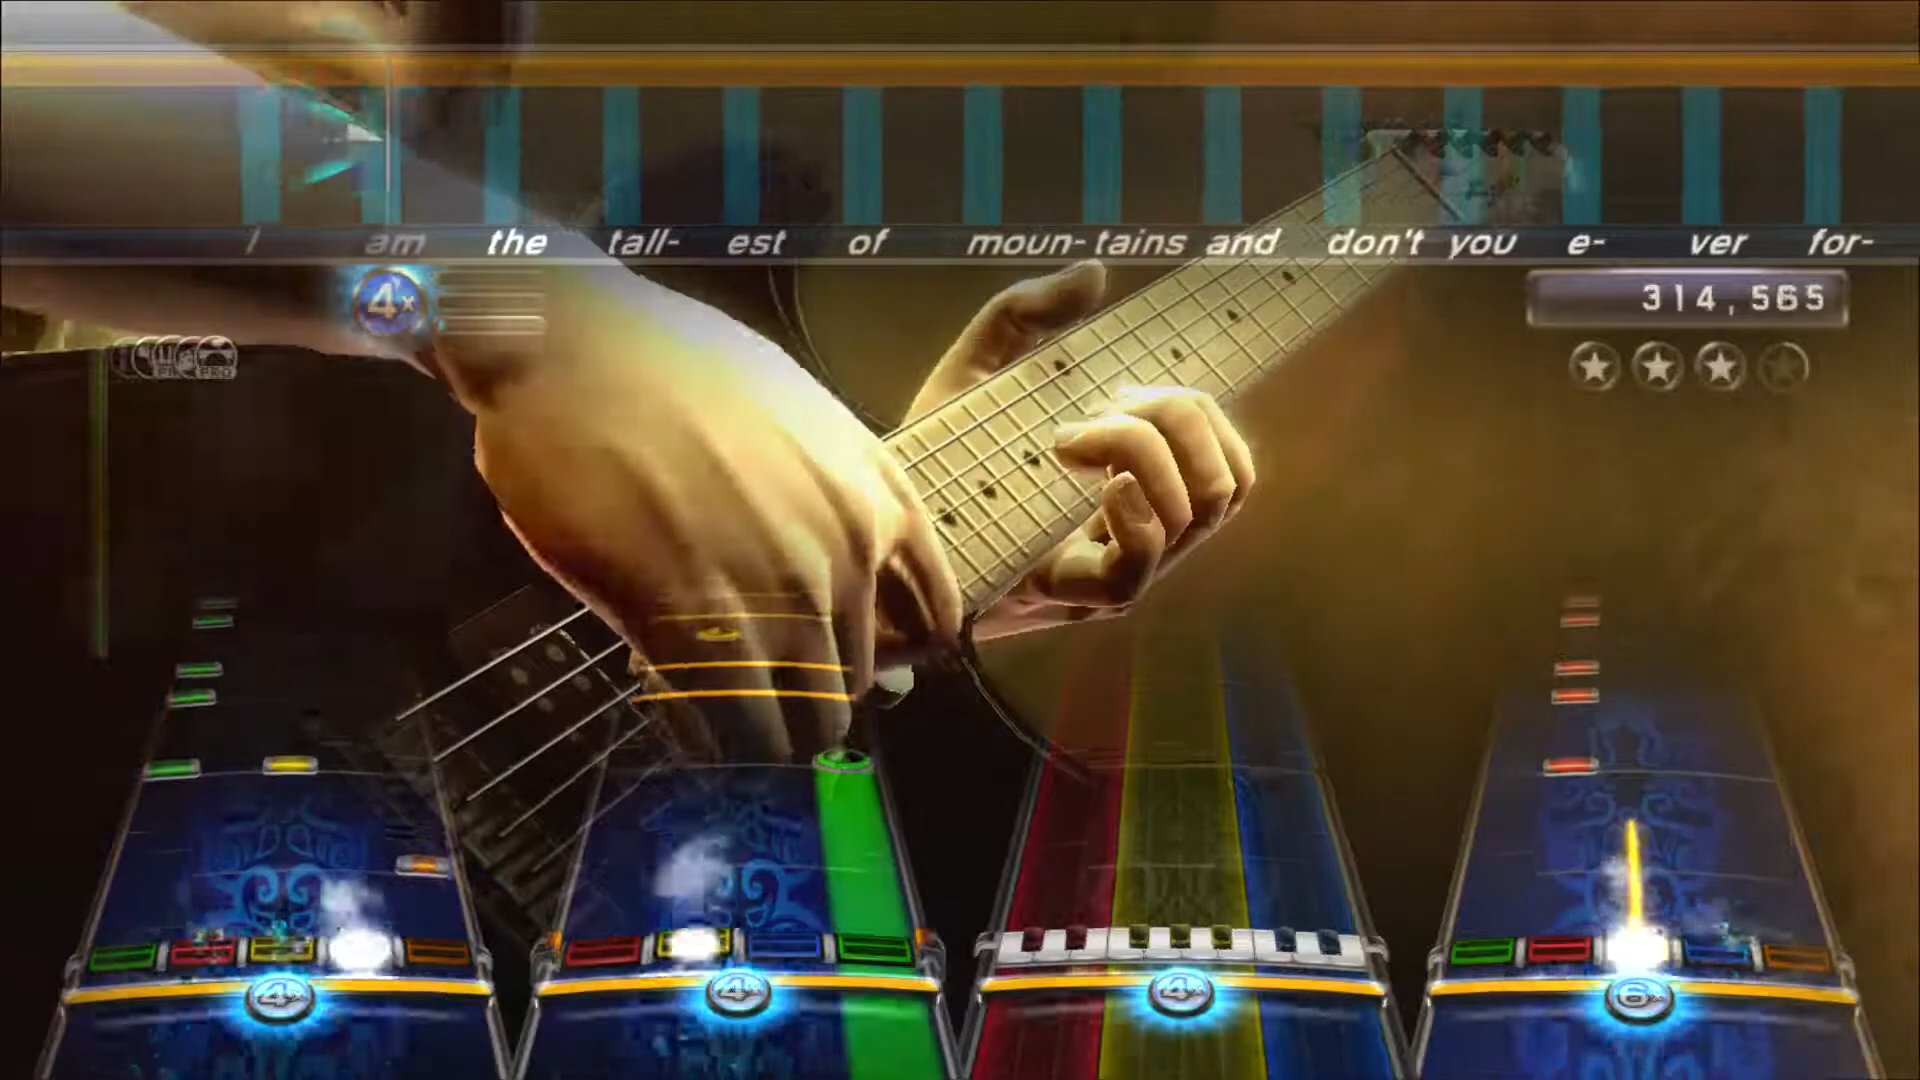 I am the tall- est of moun- tains and don't you e- ver for-
4x
314,565
PRO
4x 4x 4x 6x